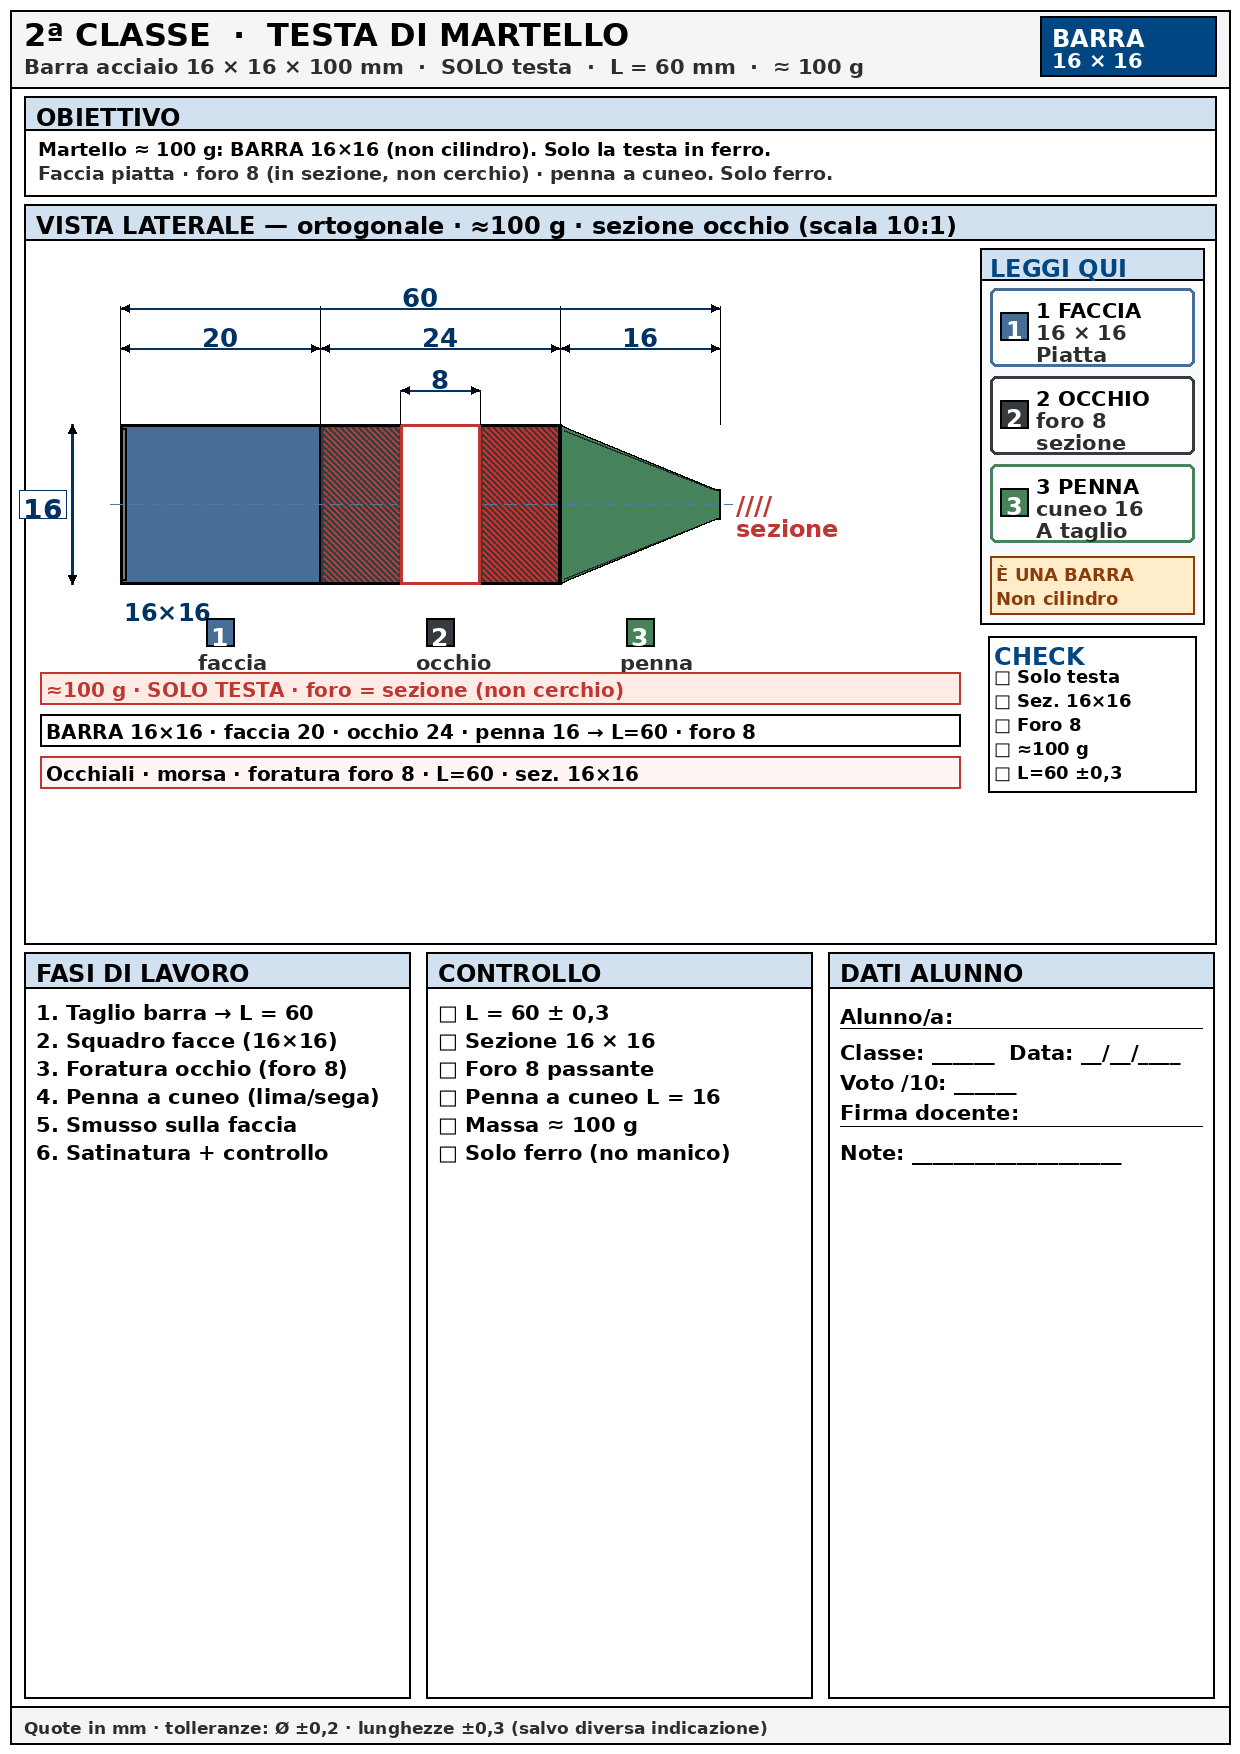 2ª CLASSE · TESTA DI MARTELLO
Barra acciaio 16 × 16 × 100 mm · SOLO testa · L = 60 mm · ≈ 100 g
BARRA
16 × 16
OBIETTIVO
Martello ≈ 100 g: BARRA 16×16 (non cilindro). Solo la testa in ferro.
Faccia piatta · foro 8 (in sezione, non cerchio) · penna a cuneo. Solo ferro.
VISTA LATERALE — ortogonale · ≈100 g · sezione occhio (scala 10:1)
60
20
24
16
8
16
////
sezione
16×16
1
2
3
faccia
occhio
penna
≈100 g · SOLO TESTA · foro = sezione (non cerchio)
BARRA 16×16 · faccia 20 · occhio 24 · penna 16 → L=60 · foro 8
Occhiali · morsa · foratura foro 8 · L=60 · sez. 16×16
LEGGI QUI
1
1 FACCIA
16 × 16
Piatta
2
2 OCCHIO
foro 8
sezione
3
3 PENNA
cuneo 16
A taglio
È UNA BARRA
Non cilindro
CHECK
□ Solo testa
□ Sez. 16×16
□ Foro 8
□ ≈100 g
□ L=60 ±0,3
FASI DI LAVORO
1. Taglio barra → L = 60
2. Squadro facce (16×16)
3. Foratura occhio (foro 8)
4. Penna a cuneo (lima/sega)
5. Smusso sulla faccia
6. Satinatura + controllo
CONTROLLO
□ L = 60 ± 0,3
□ Sezione 16 × 16
□ Foro 8 passante
□ Penna a cuneo L = 16
□ Massa ≈ 100 g
□ Solo ferro (no manico)
DATI ALUNNO
Alunno/a:
Classe: ______ Data: __/__/____
Voto /10: ______
Firma docente:
Note: ____________________
Quote in mm · tolleranze: Ø ±0,2 · lunghezze ±0,3 (salvo diversa indicazione)